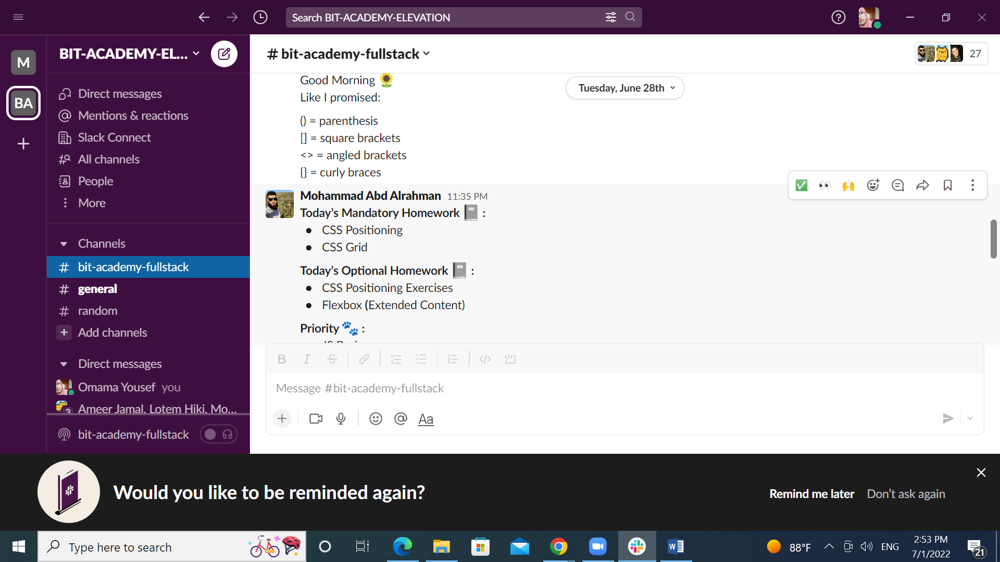 Search BIT-ACADEMY-ELEVATION
M
BA
BIT-ACADEMY-EL...
Direct messages
Mentions & reactions
Slack Connect
All channels
People
More
Channels
# bit-academy-fullstack
# general
# random
+ Add channels
Direct messages
Omama Yousef you
3 Ameer Jamal, Lotem Hiki, Mo...
bit-academy-fullstack
# bit-academy-fullstack
27
Tuesday, June 28th
Good Morning 🌻
Like I promised:
() = parenthesis
[] = square brackets
<> = angled brackets
{} = curly braces
Mohammad Abd Alrahman 11:35 PM
Today’s Mandatory Homework 📓 :
• CSS Positioning
• CSS Grid
Today’s Optional Homework 📓 :
• CSS Positioning Exercises
• Flexbox (Extended Content)
Priority 🐾 :
B I S
Message #bit-academy-fullstack
Aa
Would you like to be reminded again?
Remind me later
Don’t ask again
Type here to search
88°F
ENG
2:53 PM
7/1/2022
21